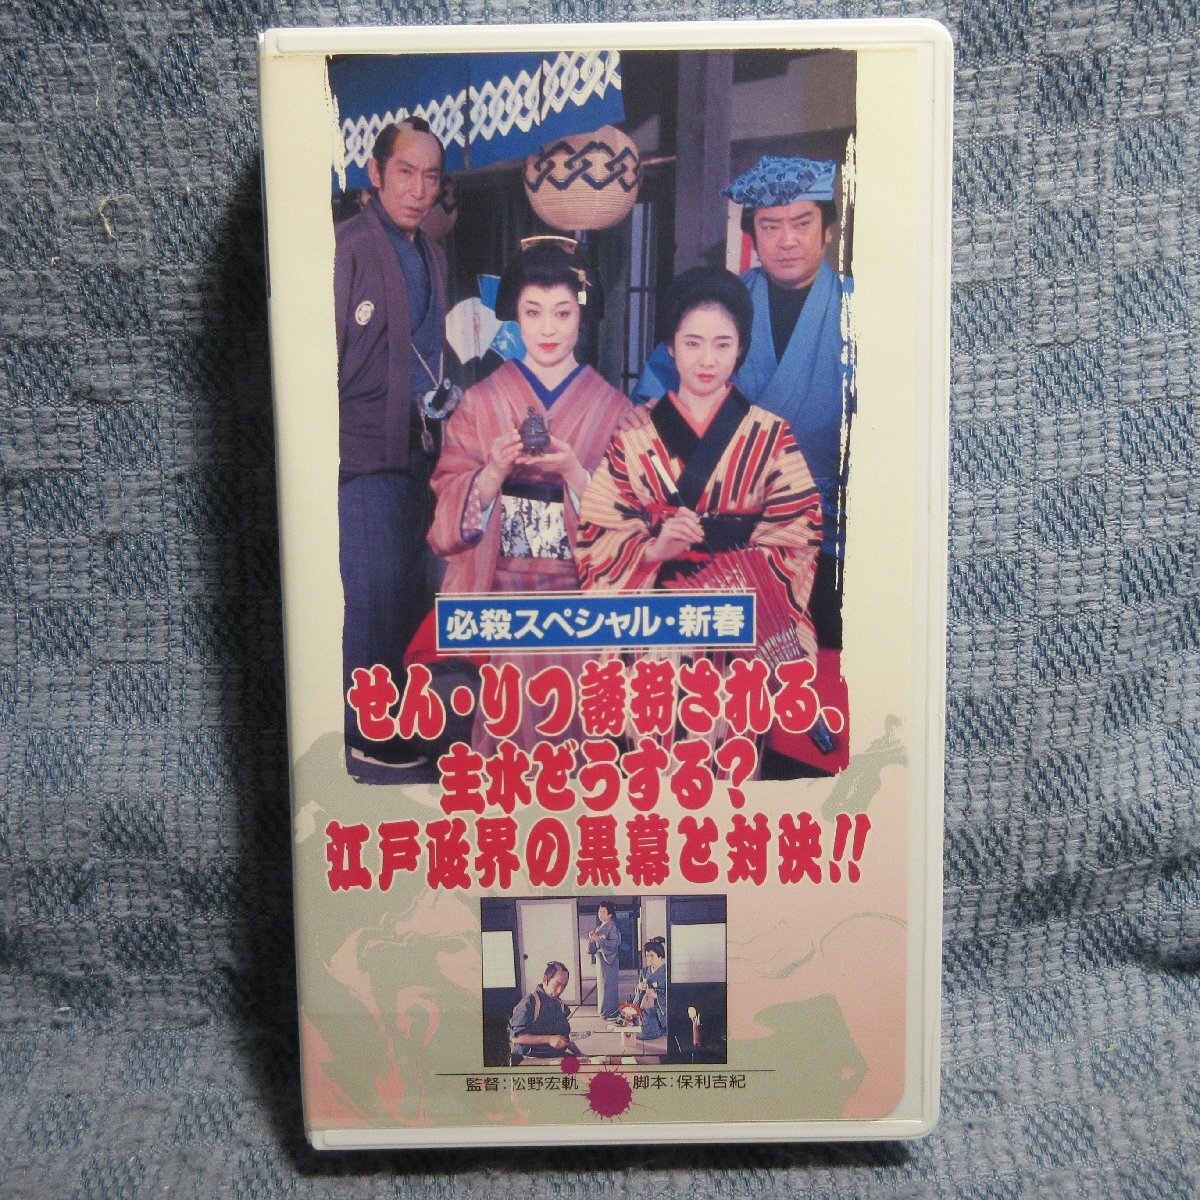 必殺スペシャル・新春
せん・りつ誘拐される、
主水どうする?
江戸政界の黒幕と対決!!
監督:松野宏軌 脚本:保利吉紀